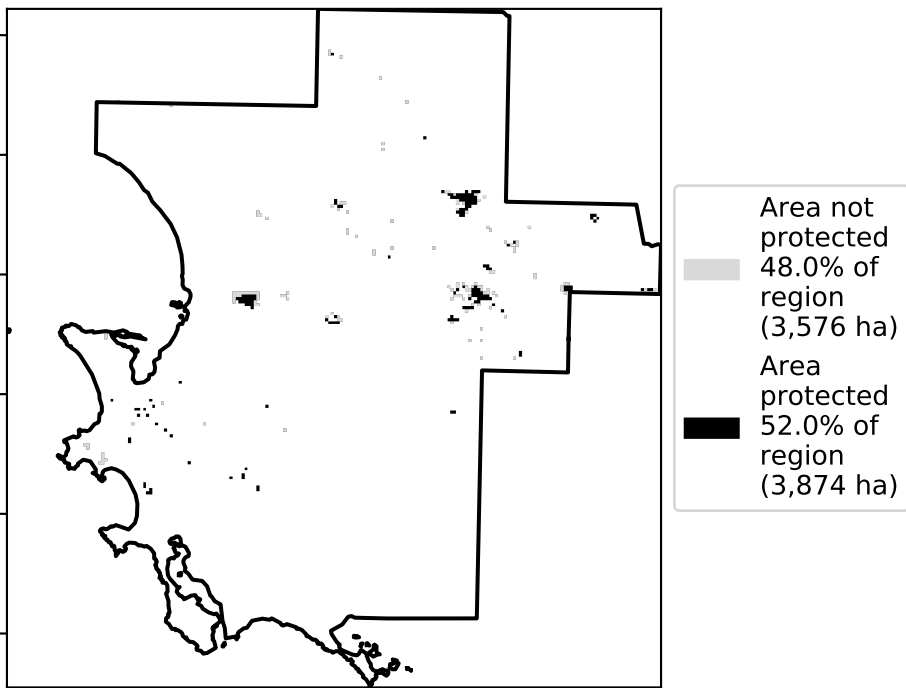 Area not
protected
48.0% of
region
(3,576 ha)
Area
protected
52.0% of
region
(3,874 ha)